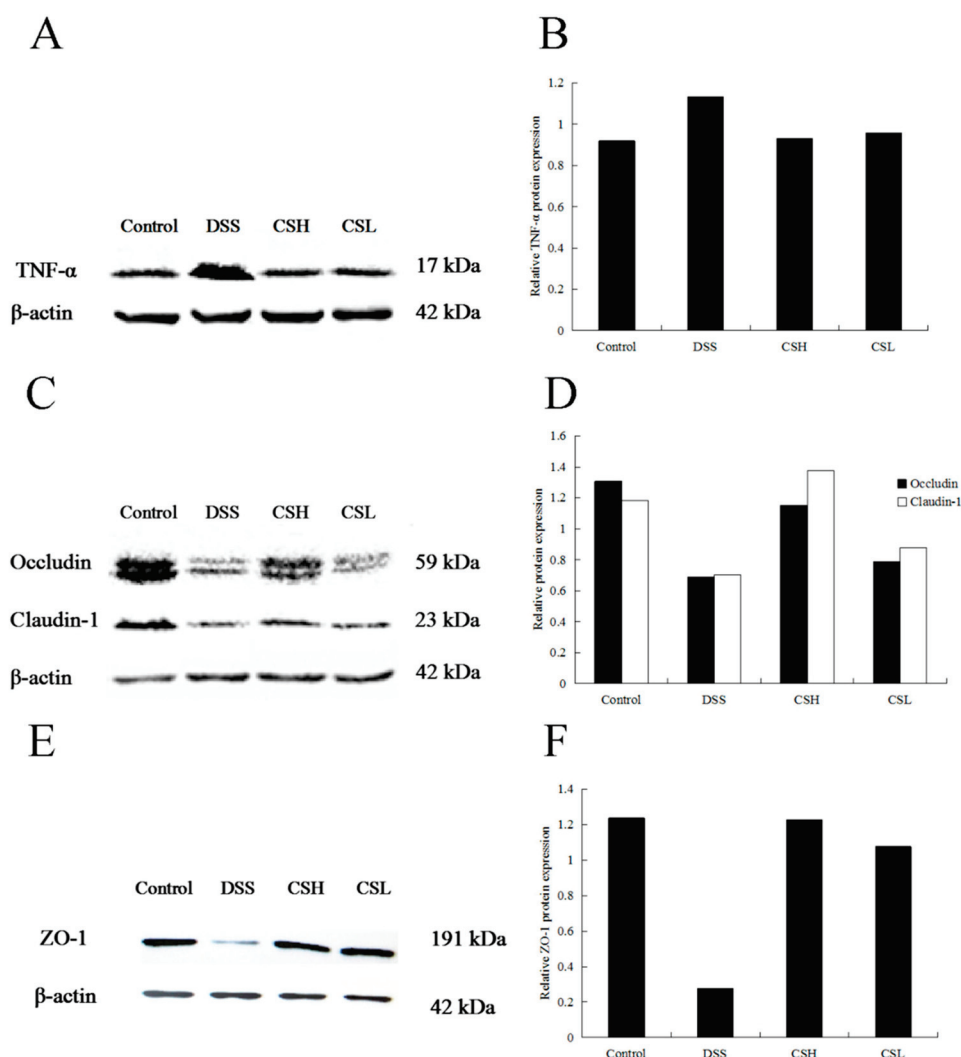 A
Control DSS CSH CSL
TNF-α 17 kDa
β-actin 42 kDa
B
Relative TNF-α protein expression
1.2
1
0.8
0.6
0.4
0.2
0
Control DSS CSH CSL
C
Control DSS CSH CSL
Occludin 59 kDa
Claudin-1 23 kDa
β-actin 42 kDa
D
Relative protein expression
1.6
1.4
1.2
1
0.8
0.6
0.4
0.2
0
Control DSS CSH CSL
Occludin
Claudin-1
E
Control DSS CSH CSL
ZO-1 191 kDa
β-actin 42 kDa
F
Relative ZO-1 protein expression
1.4
1.2
1
0.8
0.6
0.4
0.2
0
Control DSS CSH CSL